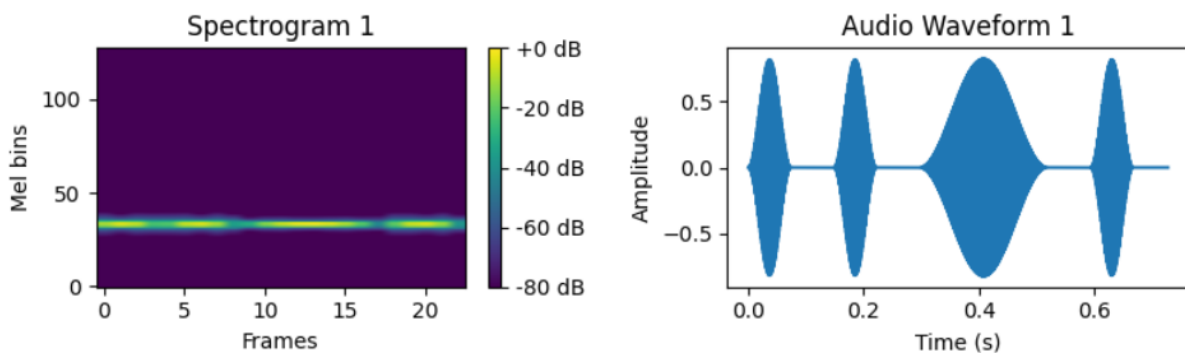 Spectrogram 1
Mel bins
100
50
0
0
5
10
15
20
Frames
+0 dB
-20 dB
-40 dB
-60 dB
-80 dB
Audio Waveform 1
Amplitude
0.5
0.0
−0.5
0.0
0.2
0.4
0.6
Time (s)